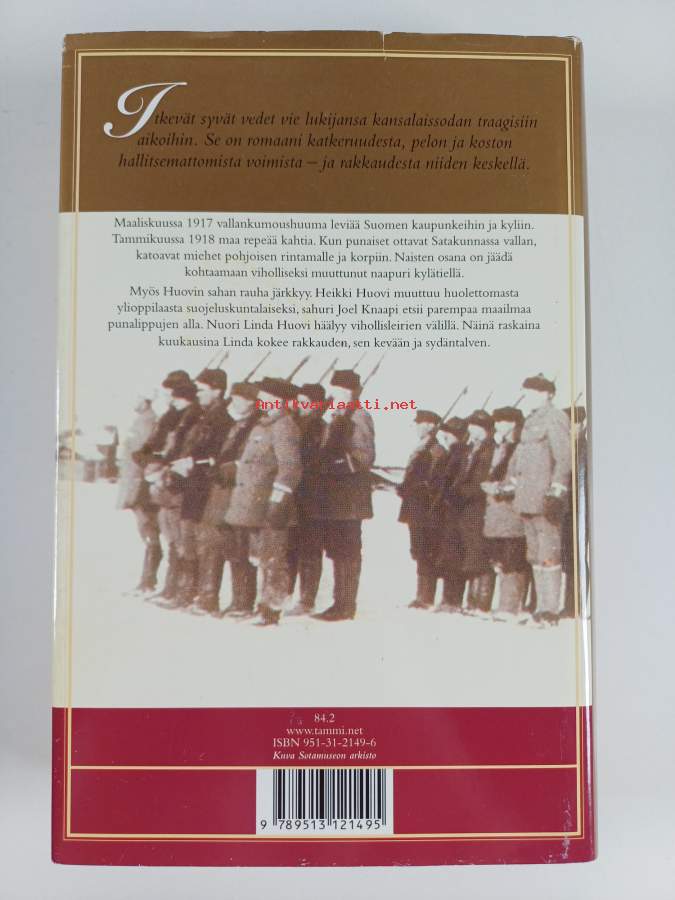 Itkevät syvät vedet vie lukijansa kansalaissodan traagisiin
aikoihin. Se on romaani katkeruudesta, pelon ja koston
hallitsemattomista voimista – ja rakkaudesta niiden keskellä.
Maaliskuussa 1917 vallankumoushuuma leviää Suomen kaupunkeihin ja kyliin.
Tammikuussa 1918 maa repeää kahtia. Kun punaiset ottavat Satakunnassa vallan,
katoavat miehet pohjoisen rintamalle ja korpiin. Naisten osana on jäädä
kohtaamaan viholliseksi muuttunut naapuri kylätiellä.
Myös Huovin sahan rauha järkkyy. Heikki Huovi muuttuu huolettomasta
ylioppilaasta suojeluskuntalaiseksi, sahuri Joel Knaapi etsii parempaa maailmaa
punalippujen alla. Nuori Linda Huovi häälyy vihollisleirien välillä. Näinä raskaina
kuukausina Linda kokee rakkauden, sen kevään ja sydäntalven.
Antikvariaatti.net
84.2
www.tammi.net
ISBN 951-31-2149-6
Kuva Sotamuseon arkisto
9 789513 121495